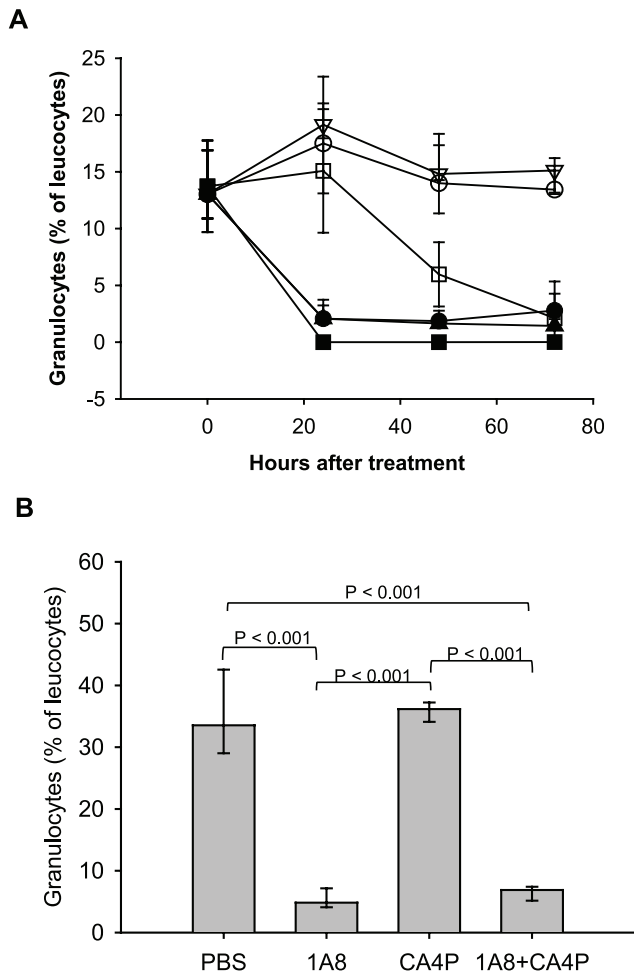 A
Granulocytes (% of leucocytes)
25
20
15
10
5
0
-5
0 20 40 60 80
Hours after treatment
B
Granulocytes (% of leucocytes)
60
50
40
30
20
10
0
P < 0.001
P < 0.001
P < 0.001
P < 0.001
PBS 1A8 CA4P 1A8+CA4P